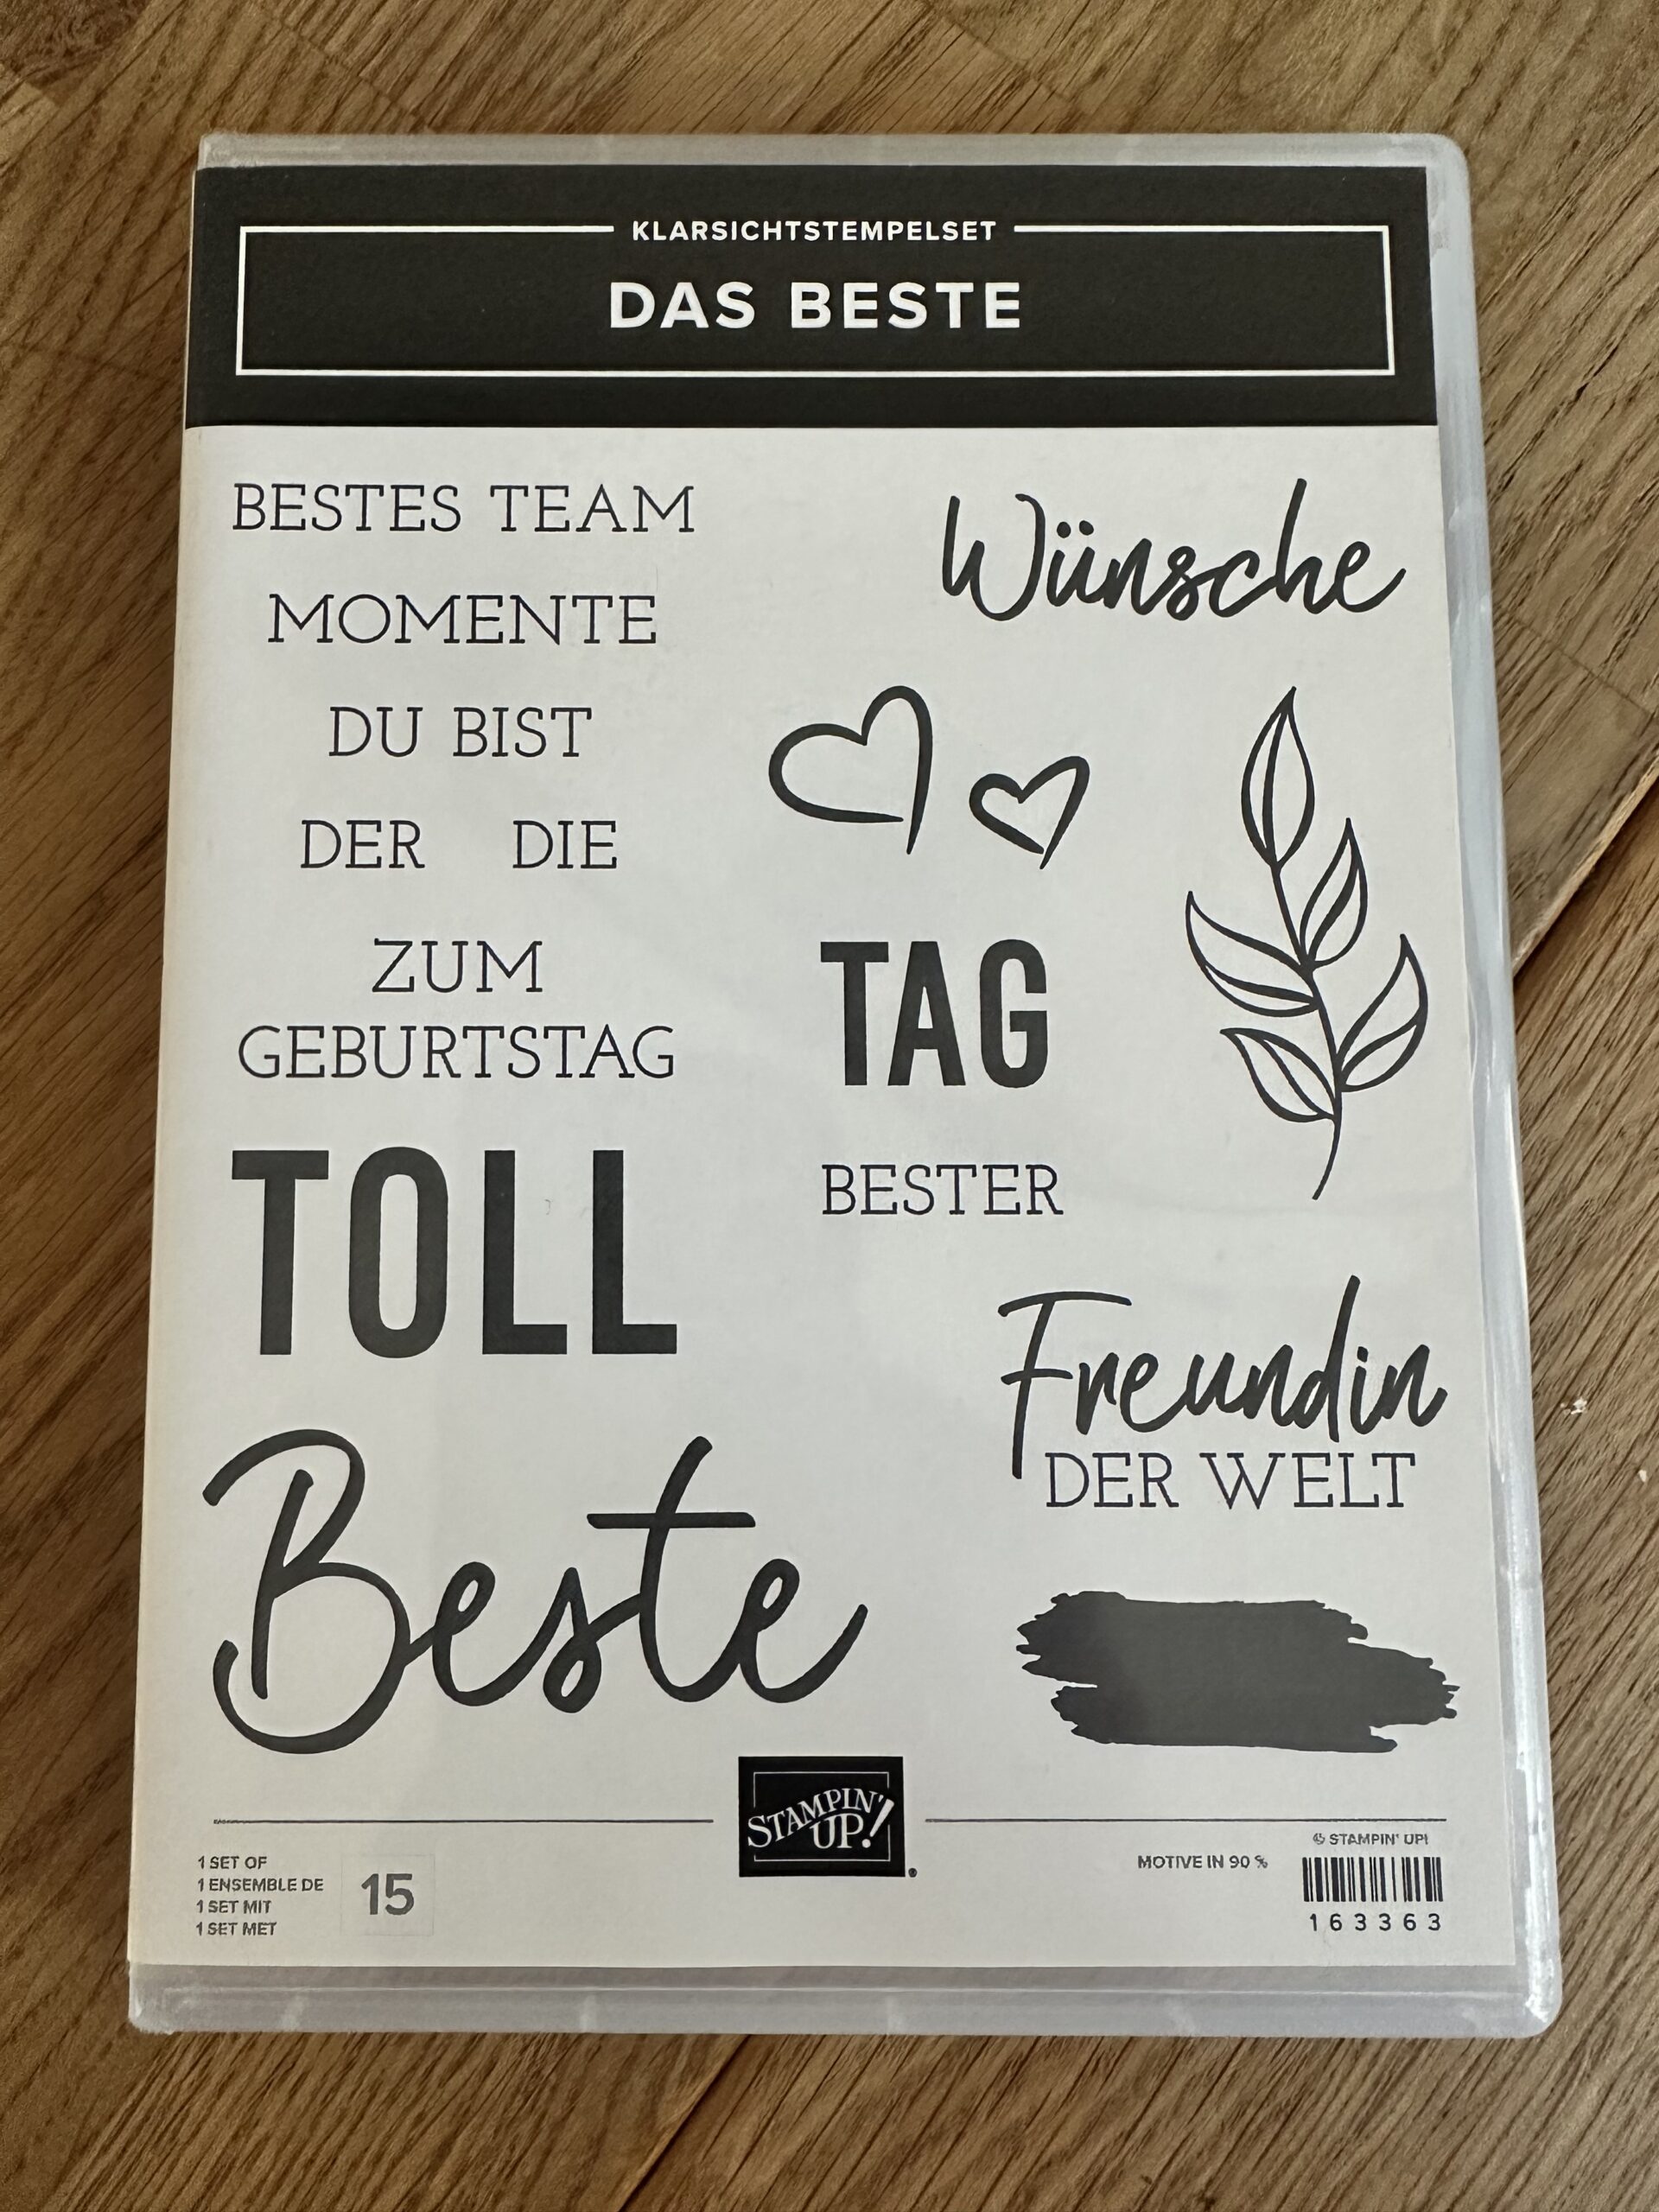 KLARSICHTSTEMPELSET
DAS BESTE
BESTES TEAM
MOMENTE
DU BIST
DER DIE
ZUM
GEBURTSTAG
TOLL
Beste
Wünsche
TAG
BESTER
Freundin
DER WELT
STAMPIN'
UP!
1 SET OF
1 ENSEMBLE DE
1 SET MIT
1 SET MET
15
MOTIVE IN 90 %
© STAMPIN' UP!
163363